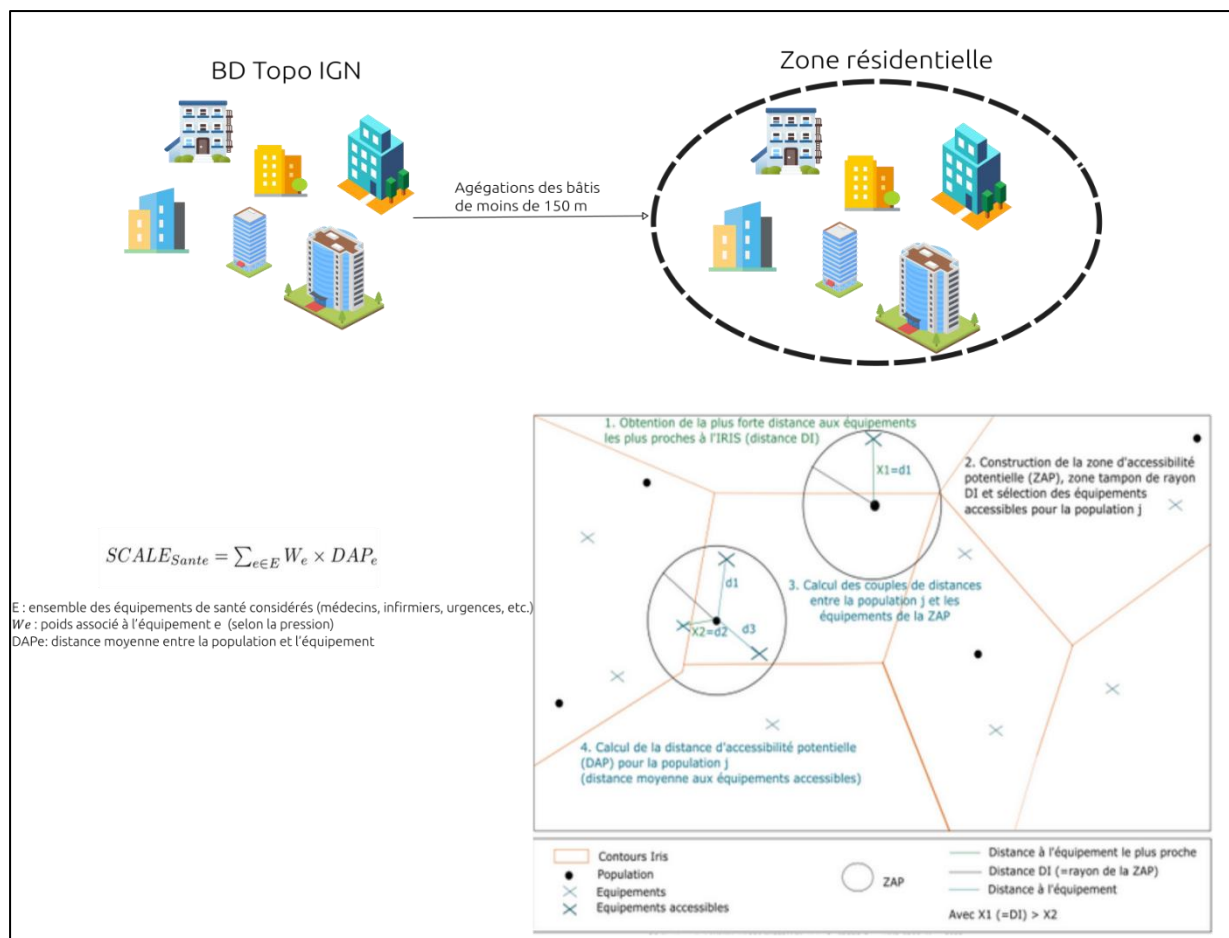 BD Topo IGN
Zone résidentielle
Agégations des bâtis
de moins de 150 m
1. Obtention de la plus forte distance aux équipements
les plus proches à l'IRIS (distance DI)
X1=d1
2. Construction de la zone d'accessibilité
potentielle (ZAP), zone tampon de rayon
DI et sélection des équipements
accessibles pour la population j
SCALE_Sante = ∑_{e∈E} W_e × DAP_e
E : ensemble des équipements de santé considérés (médecins, infirmiers, urgences, etc.)
We : poids associé à l'équipement e (selon la pression)
DAPe: distance moyenne entre la population et l'équipement
d1
X2=d2
d3
3. Calcul des couples de distances
entre la population j et les
équipements de la ZAP
4. Calcul de la distance d'accessibilité potentielle
(DAP) pour la population j
(distance moyenne aux équipements accessibles)
Contours Iris
Population
Equipements
Equipements accessibles
ZAP
Distance à l'équipement le plus proche
Distance DI (=rayon de la ZAP)
Distance à l'équipement
Avec X1 (=DI) > X2